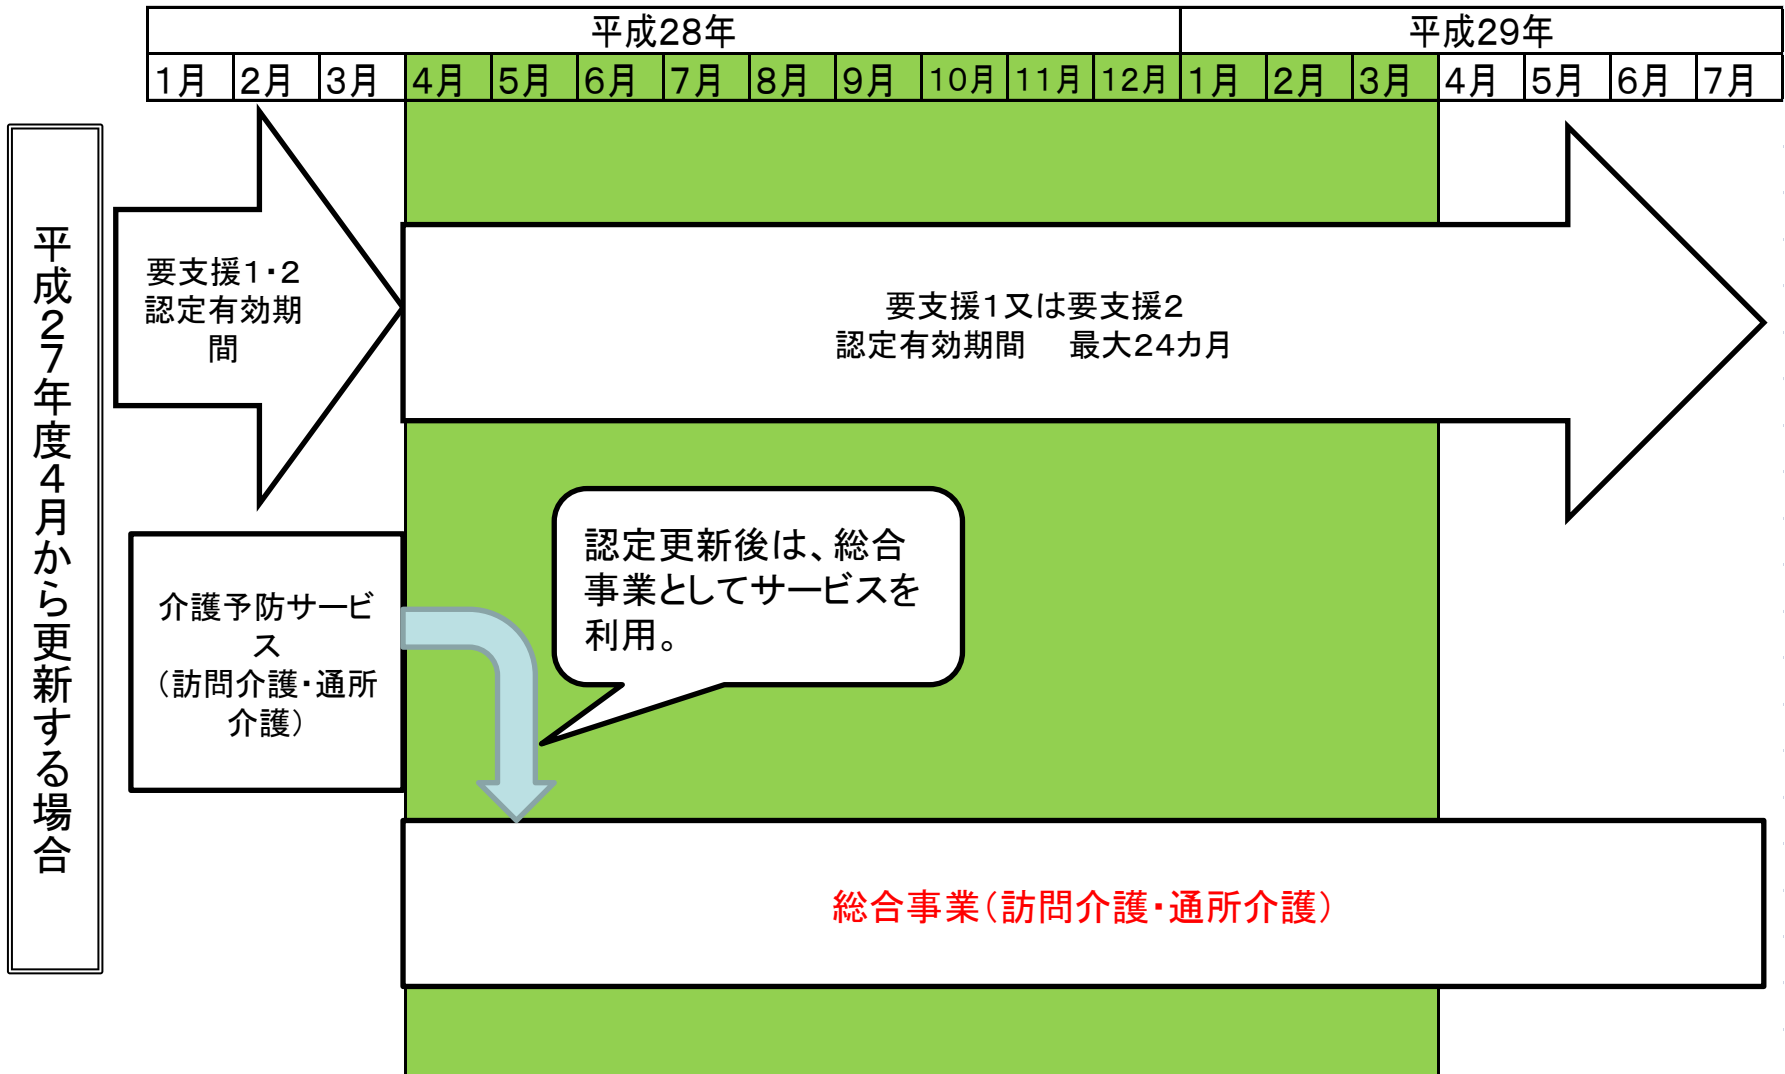 平成28年 平成29年
1月 2月 3月 4月 5月 6月 7月 8月 9月 10月 11月 12月 1月 2月 3月 4月 5月 6月 7月
平成27年度4月から更新する場合
要支援1・2
認定有効期
間
要支援1又は要支援2
認定有効期間　最大24カ月
認定更新後は、総合
事業としてサービスを
利用。
介護予防サービ
ス
（訪問介護・通所
介護）
総合事業（訪問介護・通所介護）